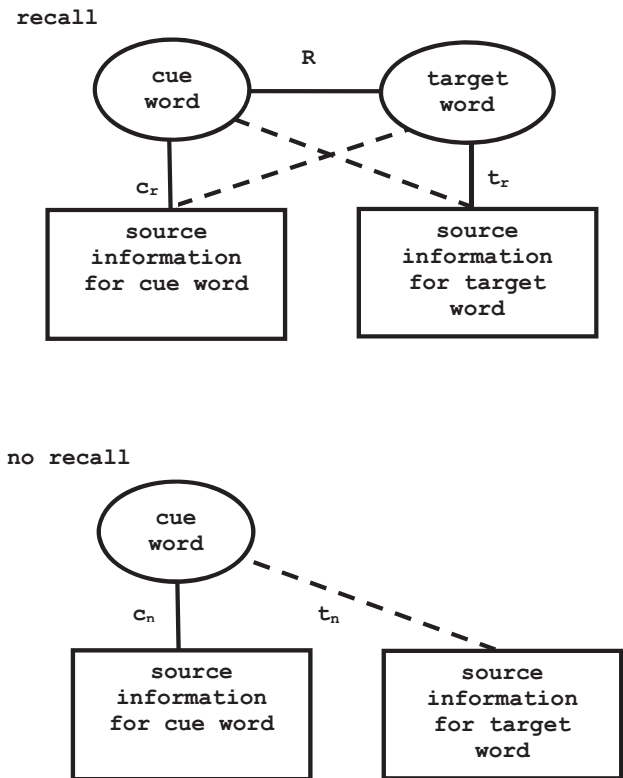 recall
R
cue
word
target
word
cᵣ
tᵣ
source
information
for cue word
source
information
for target
word
no recall
cue
word
cₙ
tₙ
source
information
for cue word
source
information
for target
word